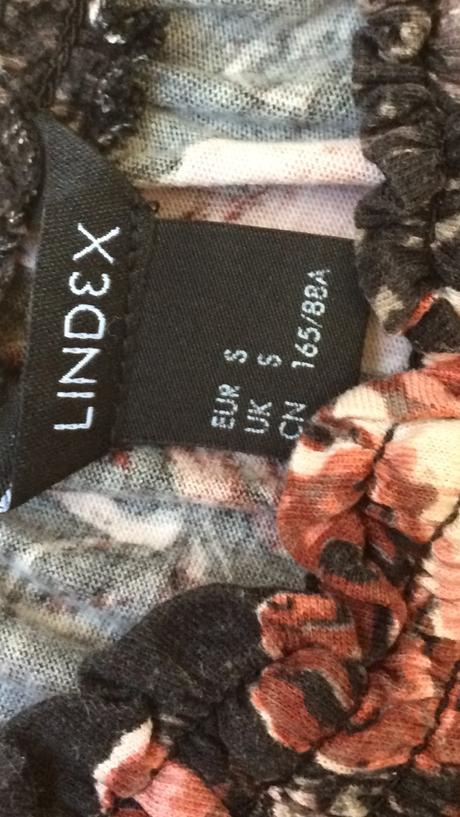 LINDEX
EUR S
UK S
CN 165/88A